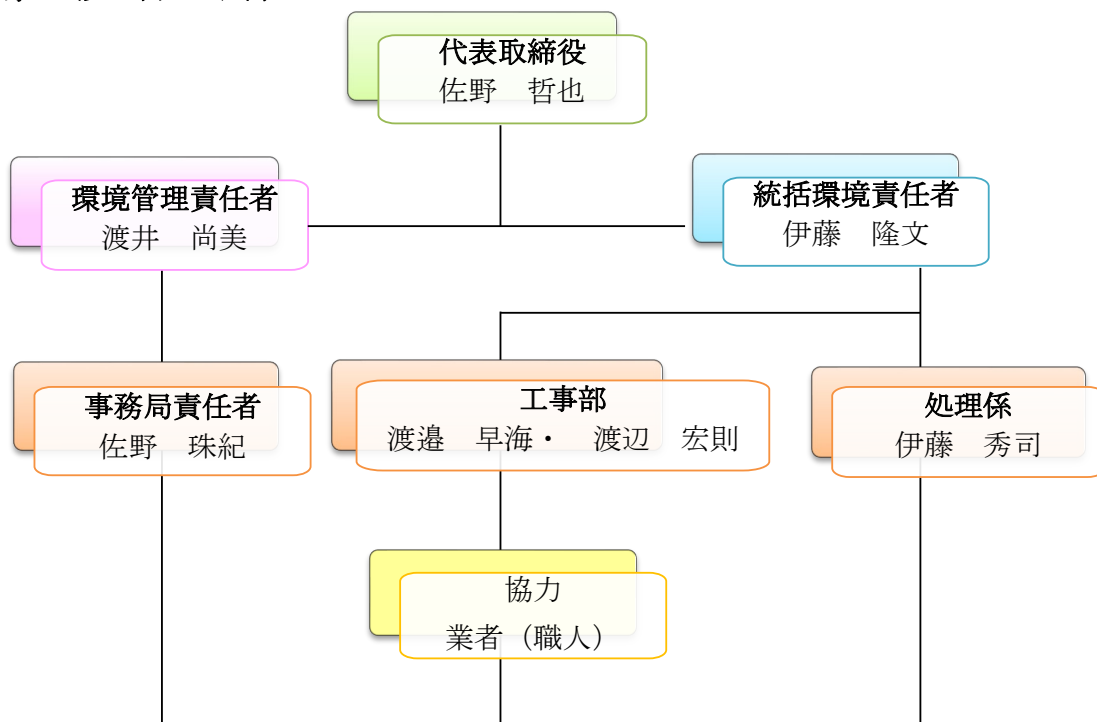 代表取締役
佐野　哲也
環境管理責任者
渡井　尚美
統括環境責任者
伊藤　隆文
事務局責任者
佐野　珠紀
工事部
渡邉　早海・　渡辺　宏則
処理係
伊藤　秀司
協力
業者（職人）